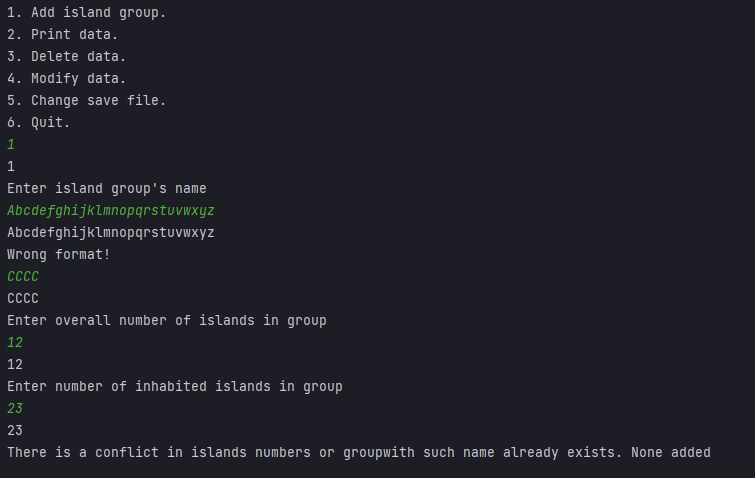 1. Add island group.
2. Print data.
3. Delete data.
4. Modify data.
5. Change save file.
6. Quit.
1
1
Enter island group's name
Abcdefghijklmnopqrstuvwxyz
Abcdefghijklmnopqrstuvwxyz
Wrong format!
CCCC
CCCC
Enter overall number of islands in group
12
12
Enter number of inhabited islands in group
23
23
There is a conflict in islands numbers or groupwith such name already exists. None added